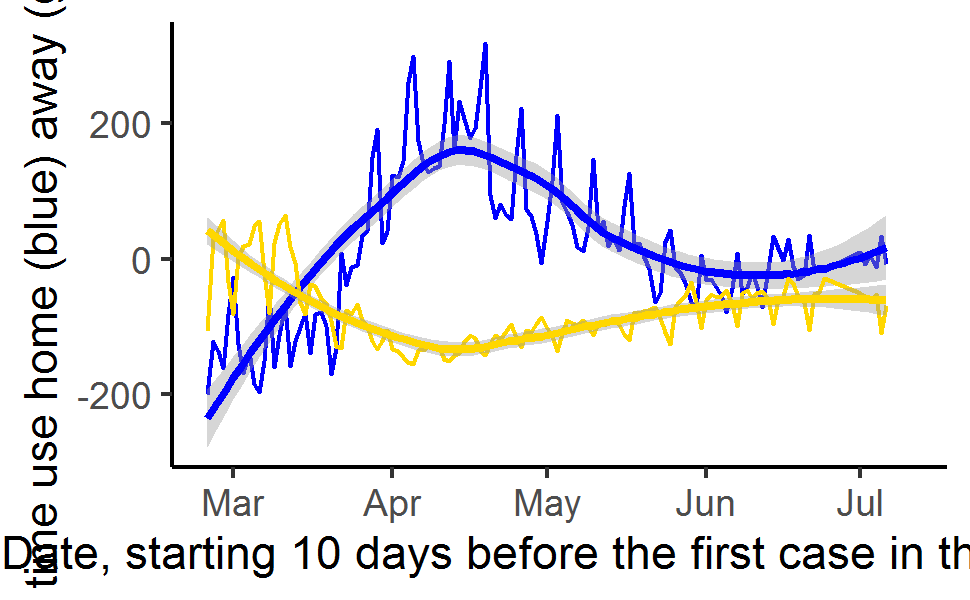 time use home (blue) away (
200
0
-200
Mar Apr May Jun Jul
Date, starting 10 days before the first case in th